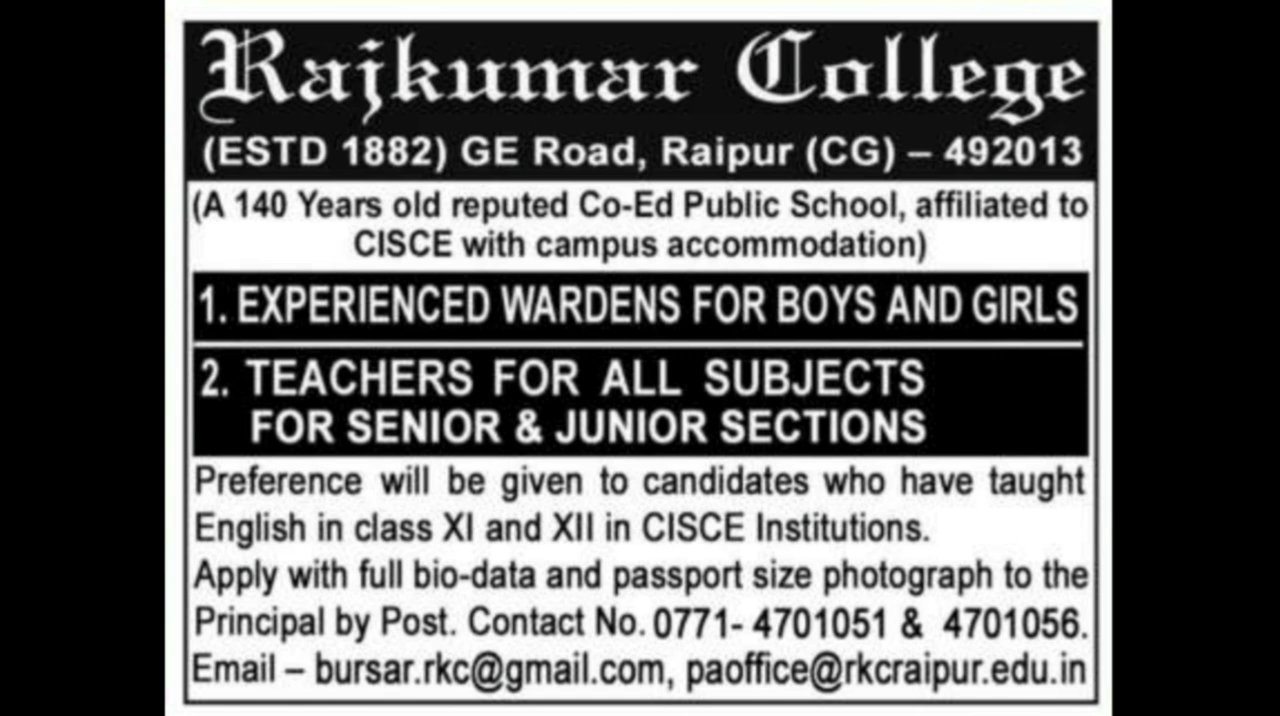 Rajkumar College
(ESTD 1882) GE Road, Raipur (CG) – 492013
(A 140 Years old reputed Co-Ed Public School, affiliated to
CISCE with campus accommodation)
1. EXPERIENCED WARDENS FOR BOYS AND GIRLS
2. TEACHERS FOR ALL SUBJECTS
FOR SENIOR & JUNIOR SECTIONS
Preference will be given to candidates who have taught
English in class XI and XII in CISCE Institutions.
Apply with full bio-data and passport size photograph to the
Principal by Post. Contact No. 0771- 4701051 & 4701056.
Email – bursar.rkc@gmail.com, paoffice@rkcraipur.edu.in